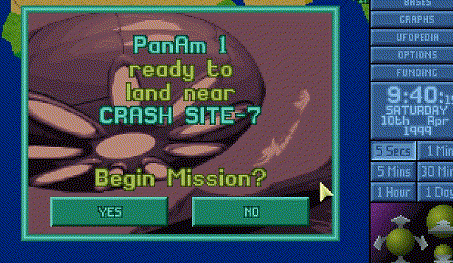 PanAm 1
ready to
land near
CRASH SITE-7
Begin Mission?
YES
NO
BASES
GRAPHS
UFOPEDIA
OPTIONS
FUNDING
9:40:
SATURDAY
10th Apr
1999
5 Secs
1 Min
5 Mins
30 Min
1 Hour
1 Day